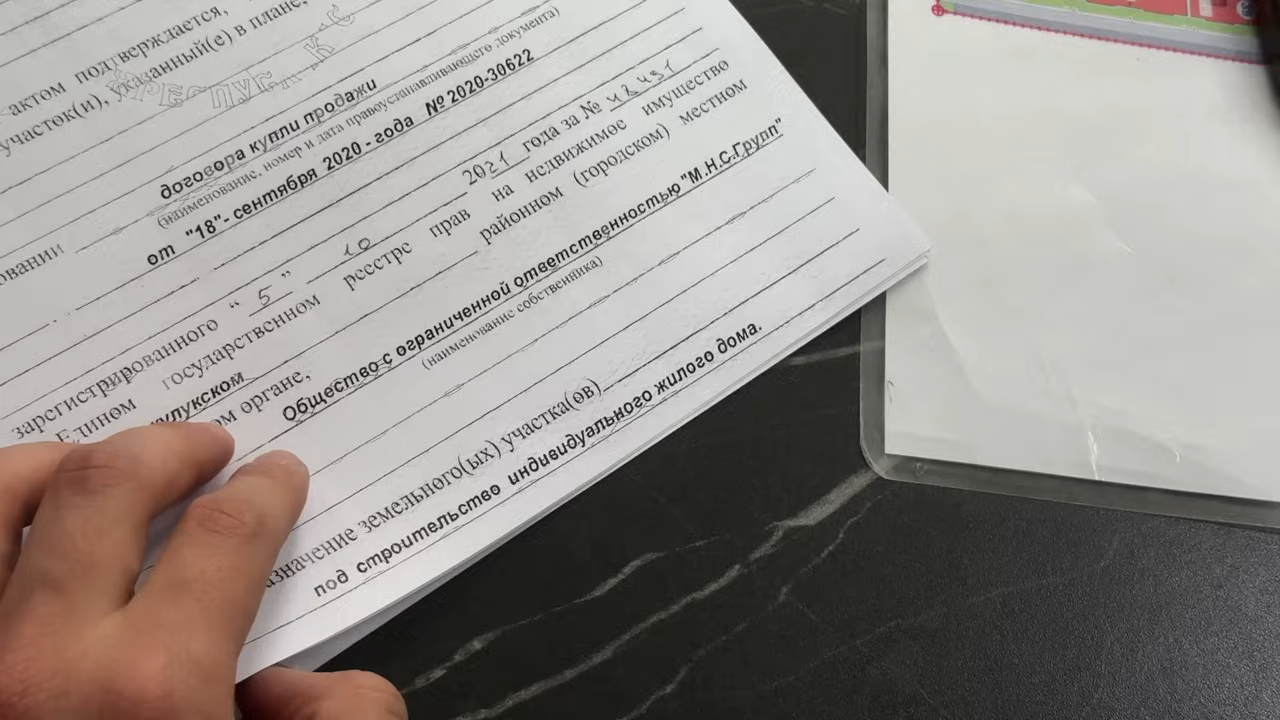 актом подтверждается,
участок(и), указанный(е) в плане,
договора купли продажи
(наименование, номер и дата правоустанавливающего документа)
от "18"- сентября 2020 - года № 2020-30622
зарегистрированного “ 5 ” 10 2021 года за №
Едином государственном реестре прав на недвижимое имущество
районном (городском) местном
органе,
Общество с ограниченной ответственностью "М.Н.С.Групп"
(наименование собственника)
земельного(ых) участка(ов)
под строительство индивидуального жилого дома.